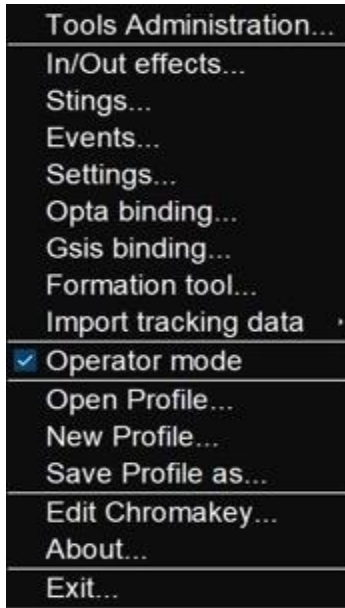 Tools Administration...
In/Out effects...
Stings...
Events...
Settings...
Opta binding...
Gsis binding...
Formation tool...
Import tracking data
Operator mode
Open Profile...
New Profile...
Save Profile as...
Edit Chromakey...
About...
Exit...